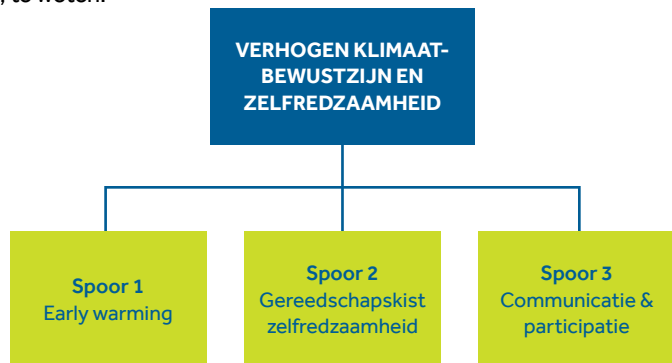 , te weten:
VERHOGEN KLIMAAT-
BEWUSTZIJN EN
ZELFREDZAAMHEID
Spoor 1
Early warming
Spoor 2
Gereedschapskist
zelfredzaamheid
Spoor 3
Communicatie &
participatie